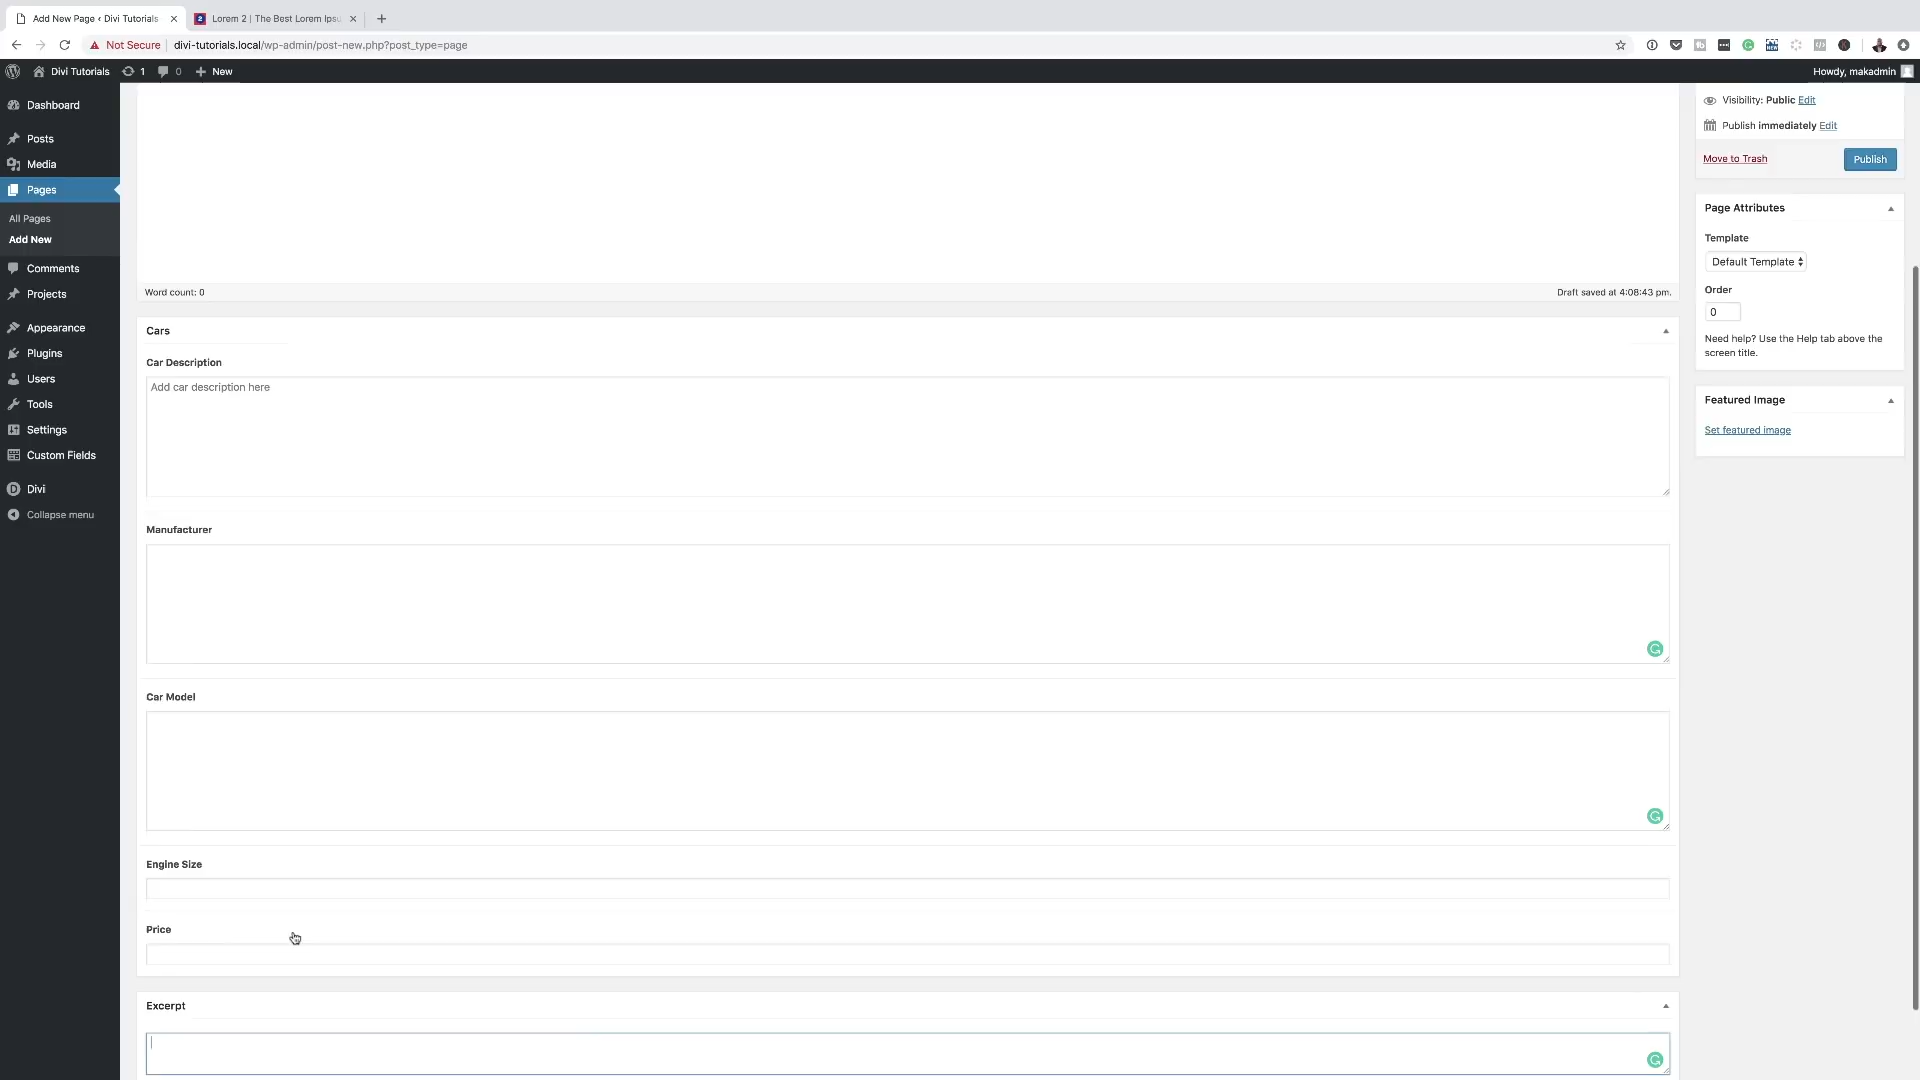 Add New Page ‹ Divi Tutorials
Lorem 2 | The Best Lorem Ipsu
Not Secure
divi-tutorials.local/wp-admin/post-new.php?post_type=page
Divi Tutorials
1
0
New
Howdy, makadmin
Dashboard
Posts
Media
Pages
All Pages
Add New
Comments
Projects
Appearance
Plugins
Users
Tools
Settings
Custom Fields
Divi
Collapse menu
Word count: 0
Draft saved at 4:08:43 pm.
Cars
Car Description
Add car description here
Manufacturer
Car Model
Engine Size
Price
Excerpt
Visibility: Public Edit
Publish immediately Edit
Move to Trash
Publish
Page Attributes
Template
Default Template
Order
0
Need help? Use the Help tab above the
screen title.
Featured Image
Set featured image